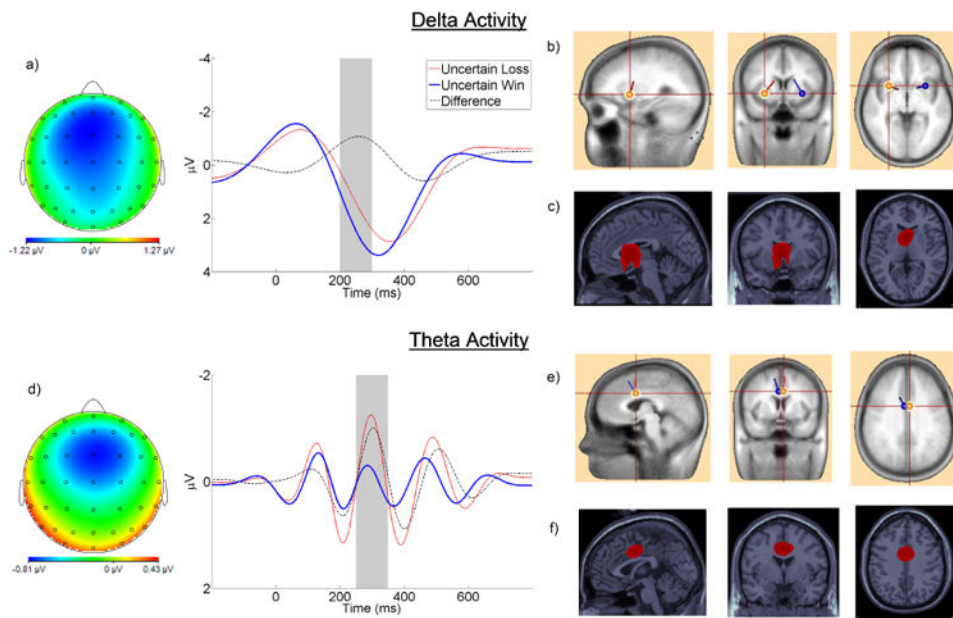 Delta Activity
a)
-4
-2
0
2
4
µV
0
200
400
600
Time (ms)
Uncertain Loss
Uncertain Win
Difference
-1.22 µV
0 µV
1.27 µV
b)
c)
Theta Activity
d)
-2
0
2
µV
0
200
400
600
Time (ms)
-0.81 µV
0 µV
0.43 µV
e)
f)